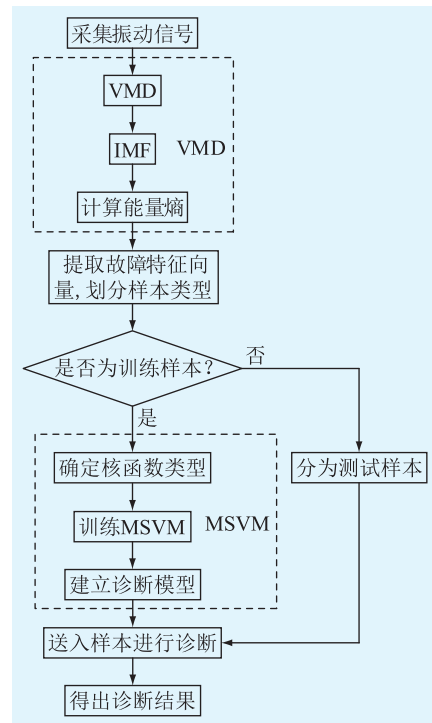 采集振动信号
VMD
IMF
VMD
计算能量熵
提取故障特征向
量,划分样本类型
是否为训练样本?
否
是
确定核函数类型
分为测试样本
训练MSVM
MSVM
建立诊断模型
送入样本进行诊断
得出诊断结果